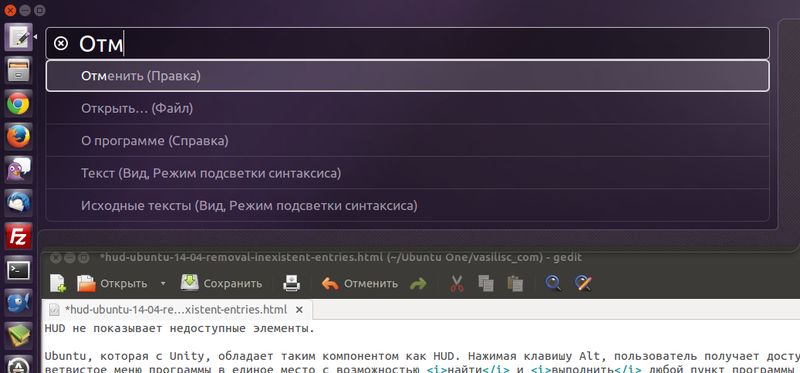 Отм
Отменить (Правка)
Открыть... (Файл)
О программе (Справка)
Текст (Вид, Режим подсветки синтаксиса)
Исходные тексты (Вид, Режим подсветки синтаксиса)
*hud-ubuntu-14-04-removal-inexistent-entries.html (~/Ubuntu One/vasilisc_com) - gedit
Открыть Сохранить Отменить
*hud-ubuntu-14-04-re...xistent-entries.html
HUD не показывает недоступные элементы.
Ubuntu, которая с Unity, обладает таким компонентом как HUD. Нажимая клавишу Alt, пользователь получает досту
ветвистое меню программы в единое место с возможностью <i>найти</i> и <i>выполнить</i> любой пункт программы